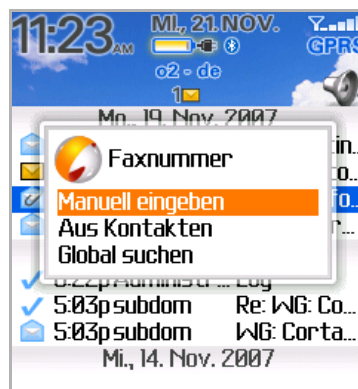 11:23AM
MI., 21. NOV.
GPRS
o2 - de
1
Mo., 19. Nov. 2007
Faxnummer
Manuell eingeben
Aus Kontakten
Global suchen
5:03p subdom Re: WG: Co...
5:03p subdom WG: Corta...
Mi., 14. Nov. 2007